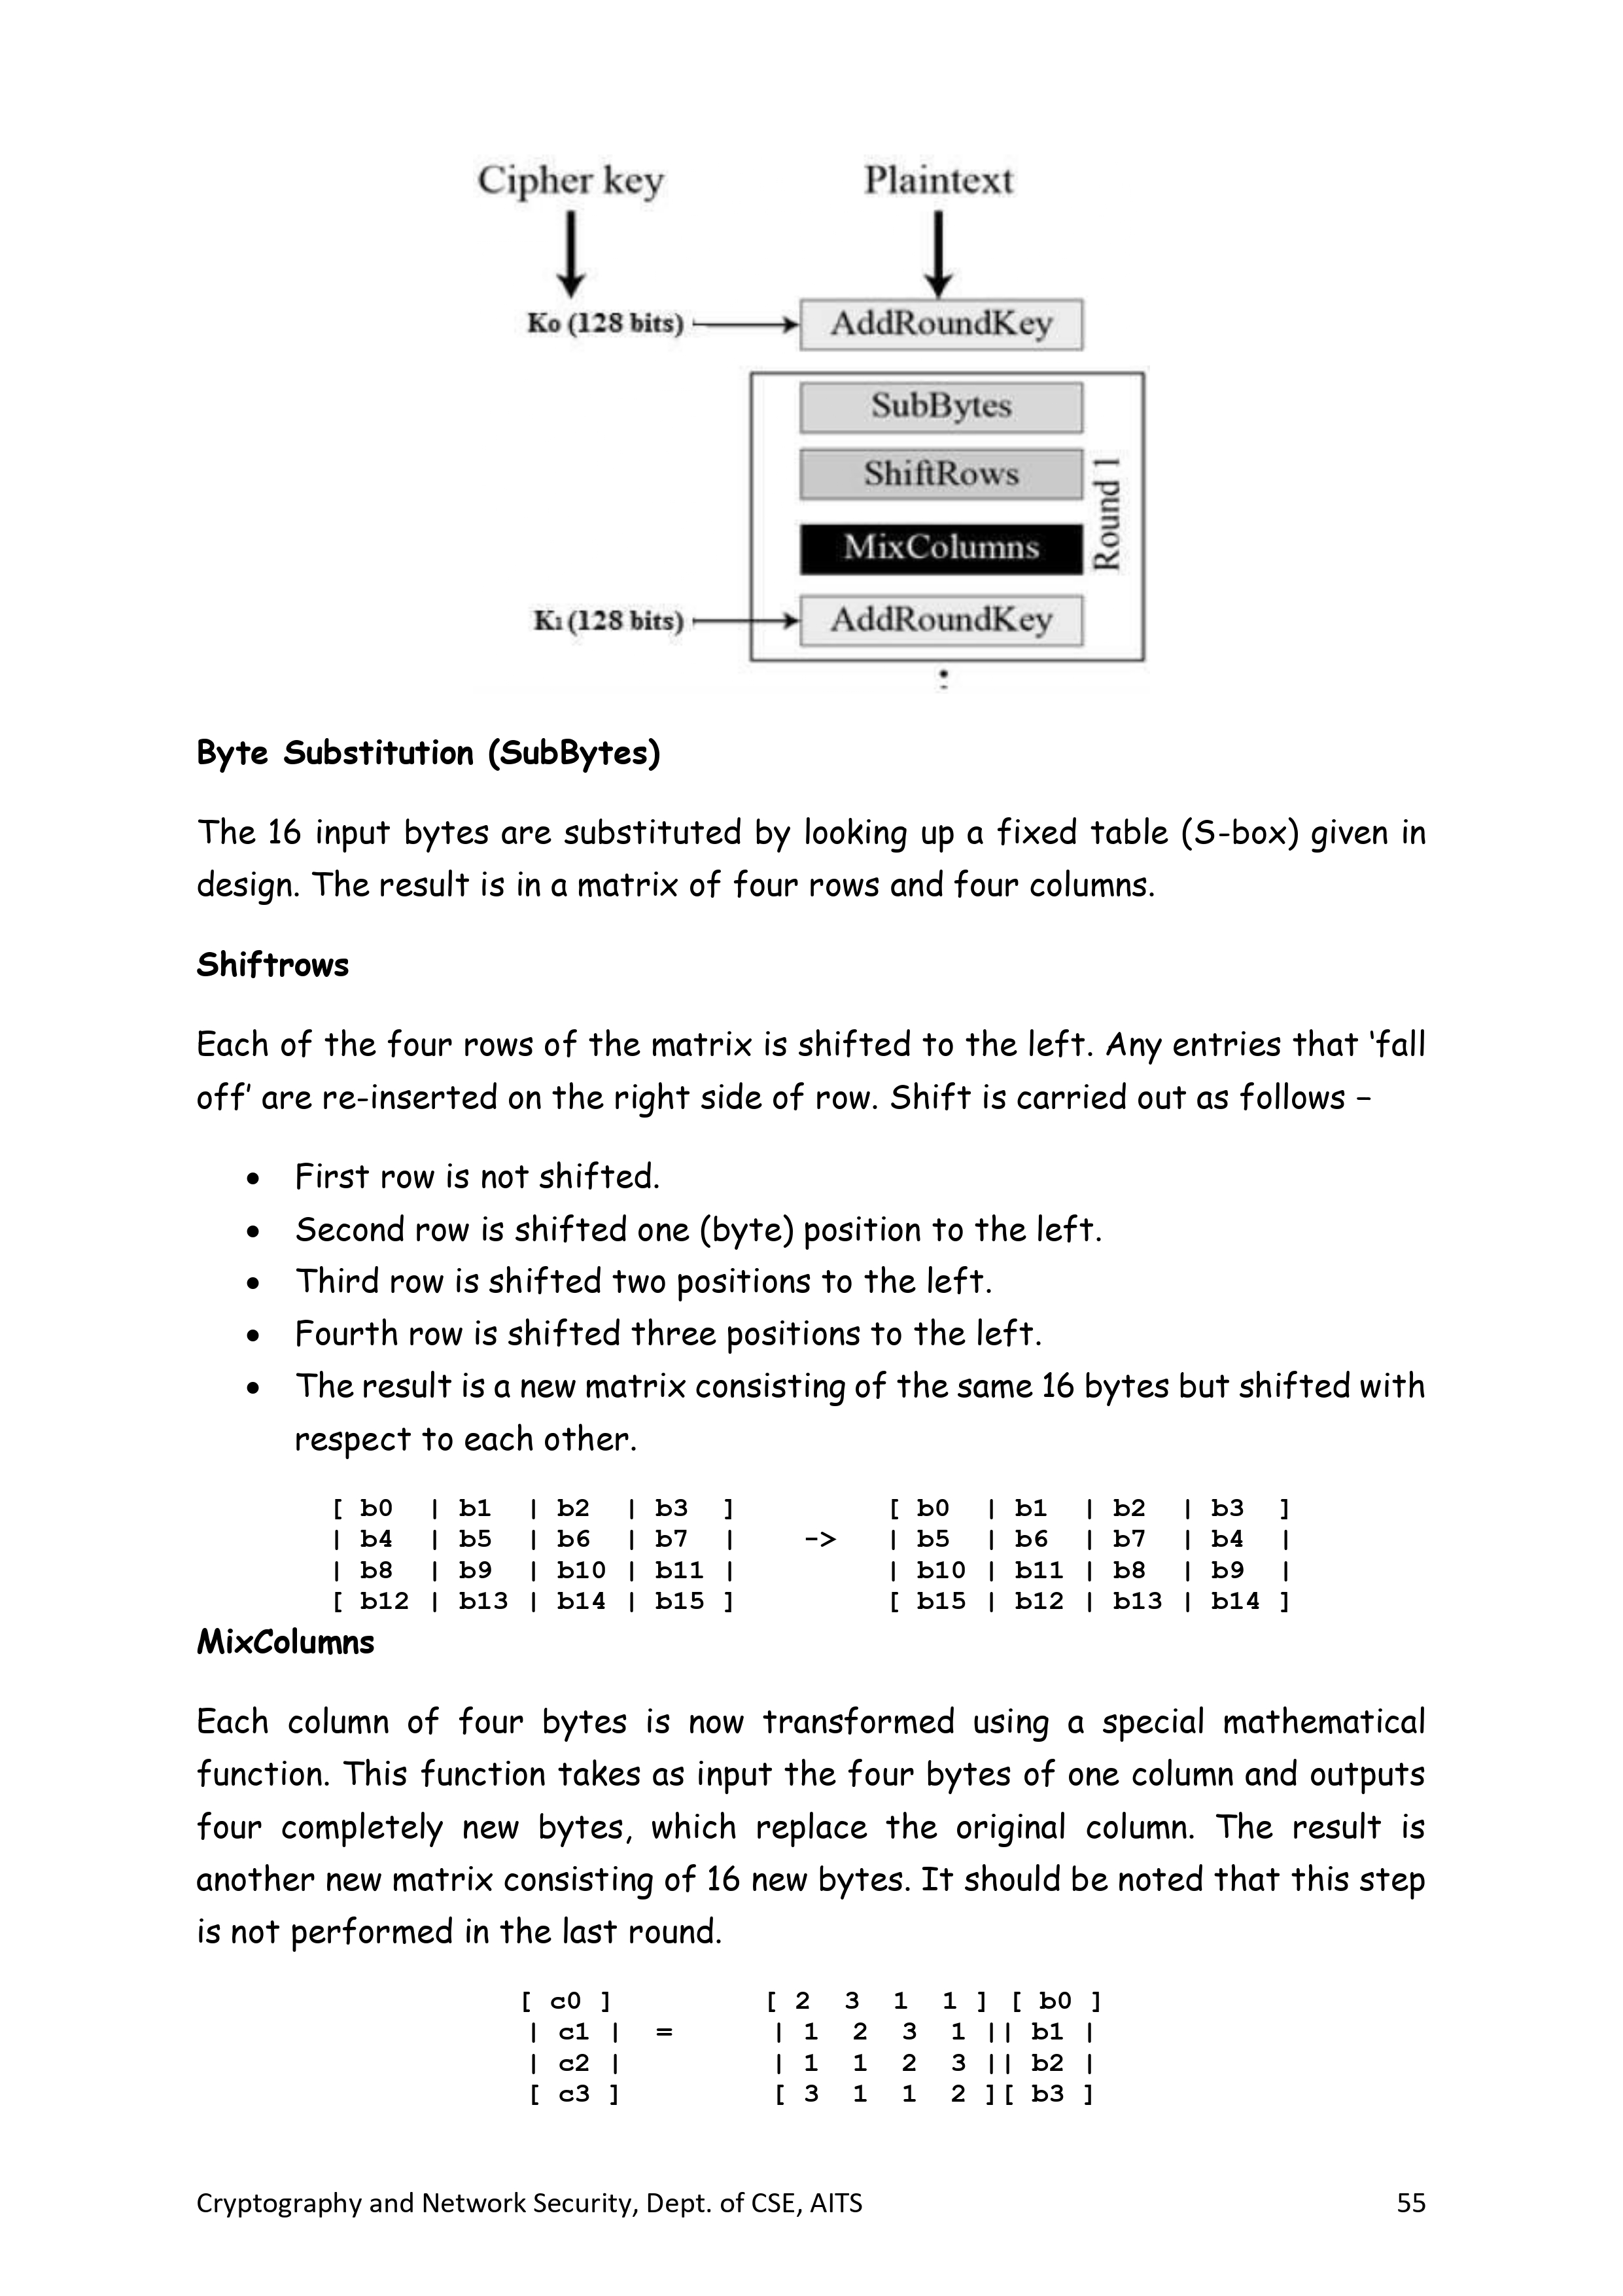 Cipher key Plaintext
Ko (128 bits) AddRoundKey
SubBytes
ShiftRows
MixColumns
Round 1
K1 (128 bits) AddRoundKey
Byte Substitution (SubBytes)
The 16 input bytes are substituted by looking up a fixed table (S-box) given in
design. The result is in a matrix of four rows and four columns.
Shiftrows
Each of the four rows of the matrix is shifted to the left. Any entries that ‘fall
off’ are re-inserted on the right side of row. Shift is carried out as follows –
• First row is not shifted.
• Second row is shifted one (byte) position to the left.
• Third row is shifted two positions to the left.
• Fourth row is shifted three positions to the left.
• The result is a new matrix consisting of the same 16 bytes but shifted with
respect to each other.
[ b0 | b1 | b2 | b3 ] [ b0 | b1 | b2 | b3 ]
| b4 | b5 | b6 | b7 | -> | b5 | b6 | b7 | b4 |
| b8 | b9 | b10 | b11 | | b10 | b11 | b8 | b9 |
[ b12 | b13 | b14 | b15 ] [ b15 | b12 | b13 | b14 ]
MixColumns
Each column of four bytes is now transformed using a special mathematical
function. This function takes as input the four bytes of one column and outputs
four completely new bytes, which replace the original column. The result is
another new matrix consisting of 16 new bytes. It should be noted that this step
is not performed in the last round.
[ c0 ] [ 2 3 1 1 ] [ b0 ]
| c1 | = | 1 2 3 1 || b1 |
| c2 | | 1 1 2 3 || b2 |
[ c3 ] [ 3 1 1 2 ][ b3 ]
Cryptography and Network Security, Dept. of CSE, AITS 55